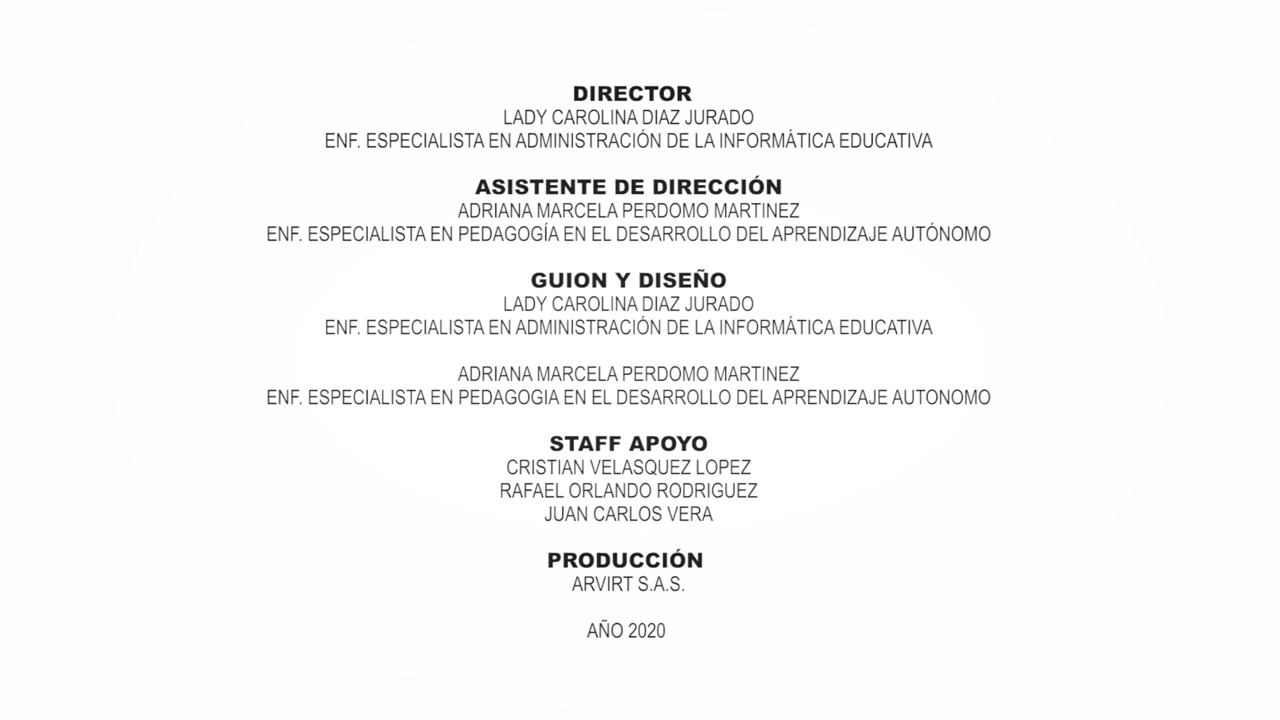 DIRECTOR
LADY CAROLINA DIAZ JURADO
ENF. ESPECIALISTA EN ADMINISTRACIÓN DE LA INFORMÁTICA EDUCATIVA
ASISTENTE DE DIRECCIÓN
ADRIANA MARCELA PERDOMO MARTINEZ
ENF. ESPECIALISTA EN PEDAGOGÍA EN EL DESARROLLO DEL APRENDIZAJE AUTÓNOMO
GUION Y DISEÑO
LADY CAROLINA DIAZ JURADO
ENF. ESPECIALISTA EN ADMINISTRACIÓN DE LA INFORMÁTICA EDUCATIVA
ADRIANA MARCELA PERDOMO MARTINEZ
ENF. ESPECIALISTA EN PEDAGOGIA EN EL DESARROLLO DEL APRENDIZAJE AUTONOMO
STAFF APOYO
CRISTIAN VELASQUEZ LOPEZ
RAFAEL ORLANDO RODRIGUEZ
JUAN CARLOS VERA
PRODUCCIÓN
ARVIRT S.A.S.
AÑO 2020